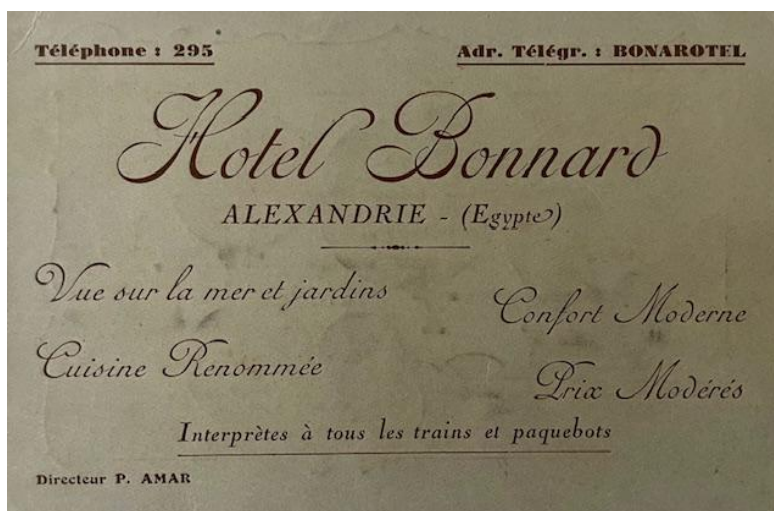 Téléphone : 295 Adr. Télégr. : BONAROTEL
Hotel Bonnard
ALEXANDRIE - (Egypte)
Vue sur la mer et jardins
Confort Moderne
Cuisine Renommée
Prix Modérés
Interprètes à tous les trains et paquebots
Directeur P. AMAR